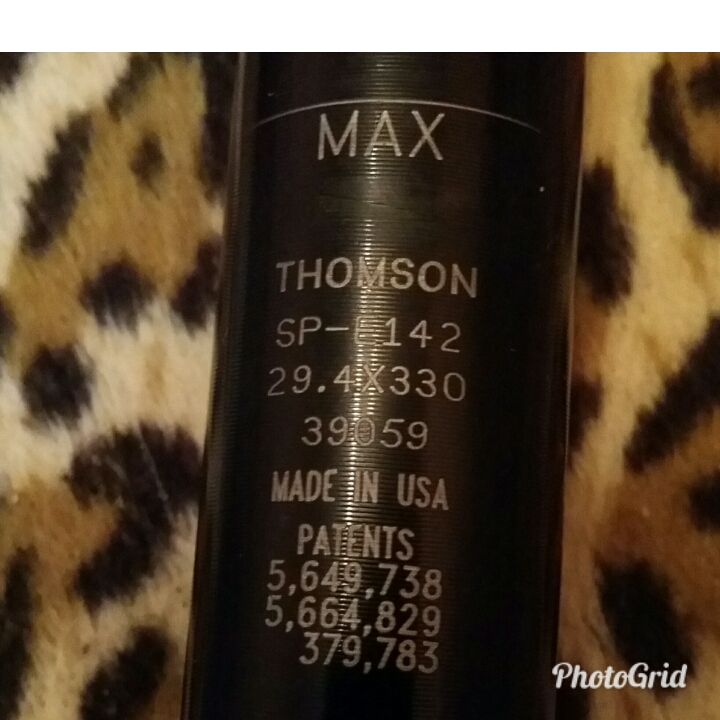 MAX
THOMSON
SP-E142
29.4X330
39059
MADE IN USA
PATENTS
5,649,738
5,664,829
379,783
PhotoGrid